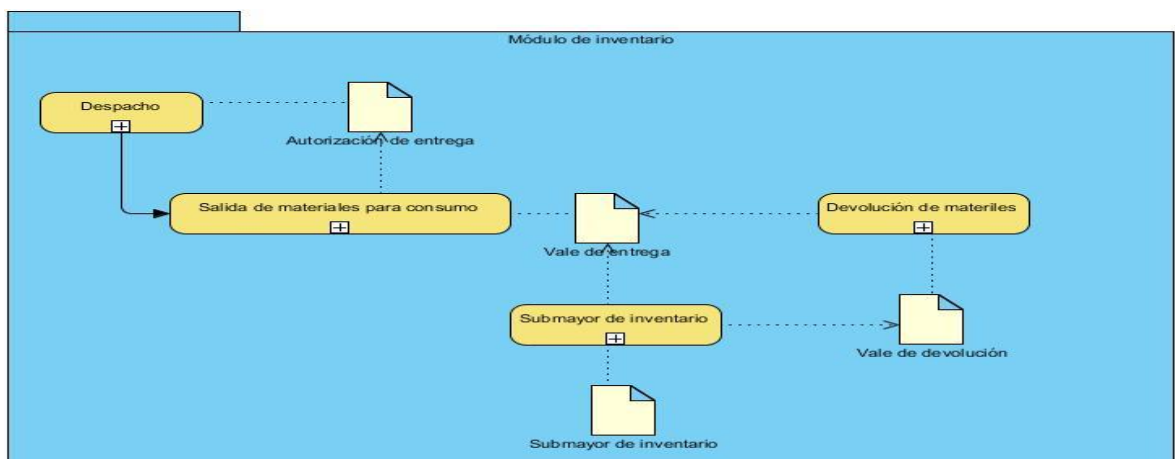 Módulo de inventario
Despacho
Autorización de entrega
Salida de materiales para consumo
Devolución de materiles
Vale de entrega
Submayor de inventario
Vale de devolución
Submayor de inventario